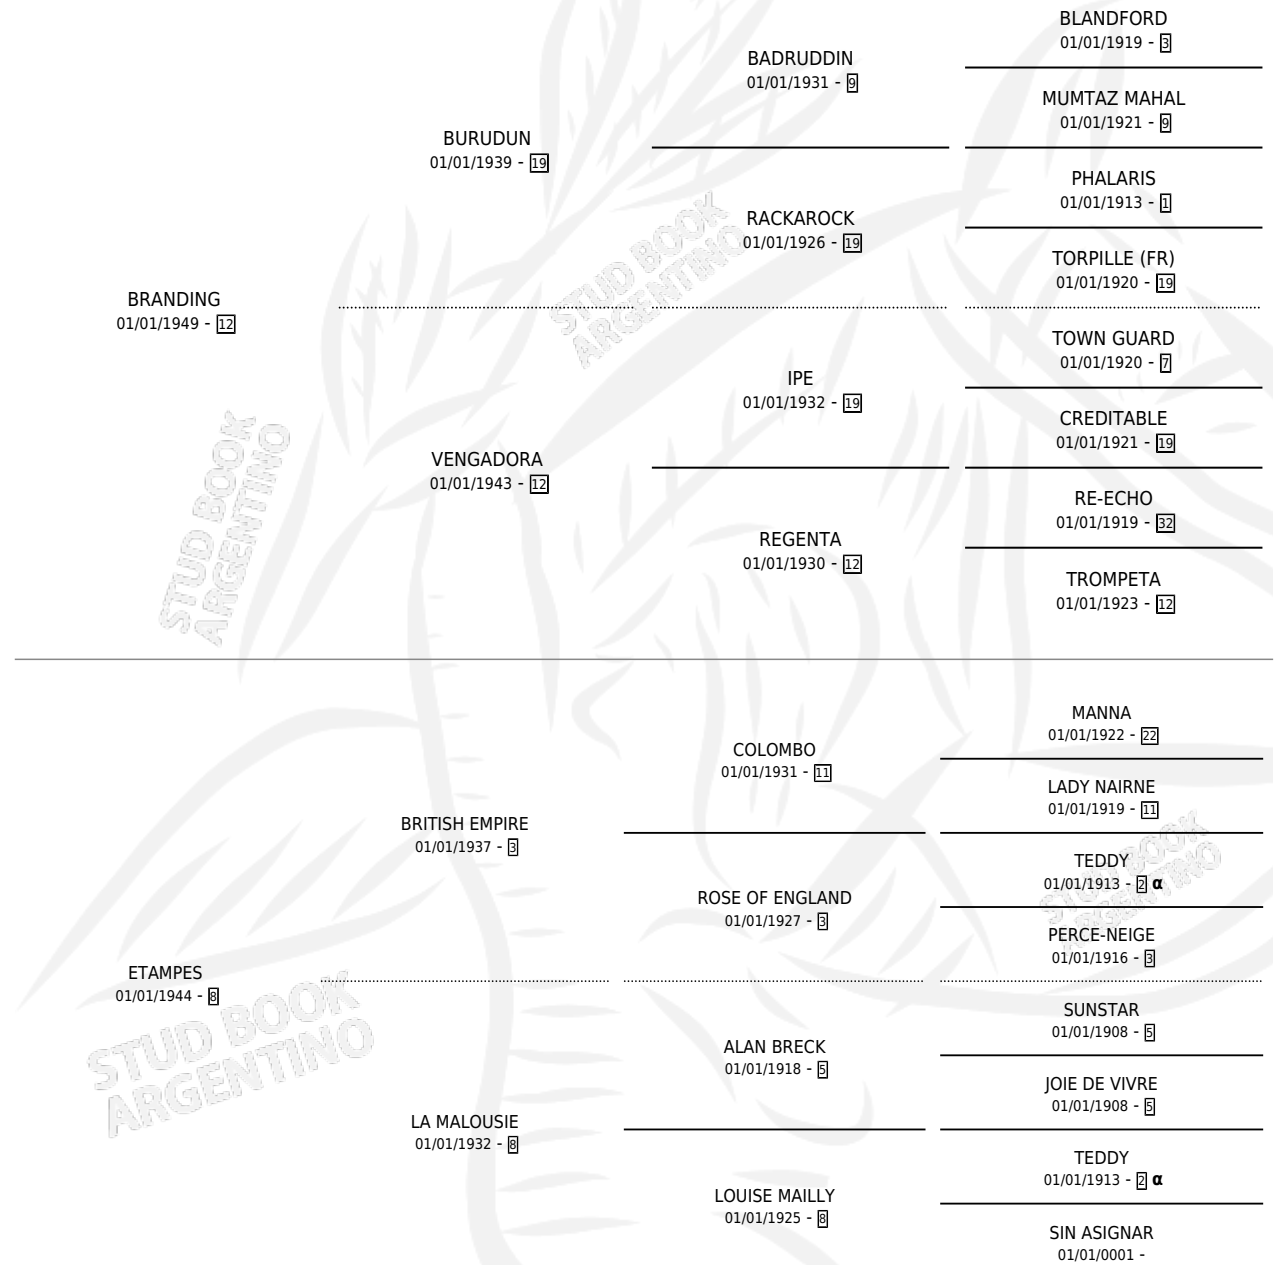 BLANDFORD
01/01/1919 - 3
BADRUDDIN
01/01/1931 - 9
MUMTAZ MAHAL
01/01/1921 - 9
BURUDUN
01/01/1939 - 19
PHALARIS
01/01/1913 - 1
RACKAROCK
01/01/1926 - 19
TORPILLE (FR)
01/01/1920 - 19
BRANDING
01/01/1949 - 12
TOWN GUARD
01/01/1920 - 7
IPE
01/01/1932 - 19
CREDITABLE
01/01/1921 - 19
VENGADORA
01/01/1943 - 12
RE-ECHO
01/01/1919 - 32
REGENTA
01/01/1930 - 12
TROMPETA
01/01/1923 - 12
MANNA
01/01/1922 - 22
COLOMBO
01/01/1931 - 11
LADY NAIRNE
01/01/1919 - 11
BRITISH EMPIRE
01/01/1937 - 3
TEDDY
01/01/1913 - 2 α
ROSE OF ENGLAND
01/01/1927 - 3
PERCE-NEIGE
01/01/1916 - 3
ETAMPES
01/01/1944 - 8
SUNSTAR
01/01/1908 - 5
ALAN BRECK
01/01/1918 - 5
JOIE DE VIVRE
01/01/1908 - 5
LA MALOUSIE
01/01/1932 - 8
TEDDY
01/01/1913 - 2 α
LOUISE MAILLY
01/01/1925 - 8
SIN ASIGNAR
01/01/0001 -
STUD BOOK
ARGENTINO
STUD BOOK
ARGENTINO
STUD BOOK
ARGENTINO
STUD BOOK
ARGENTINO